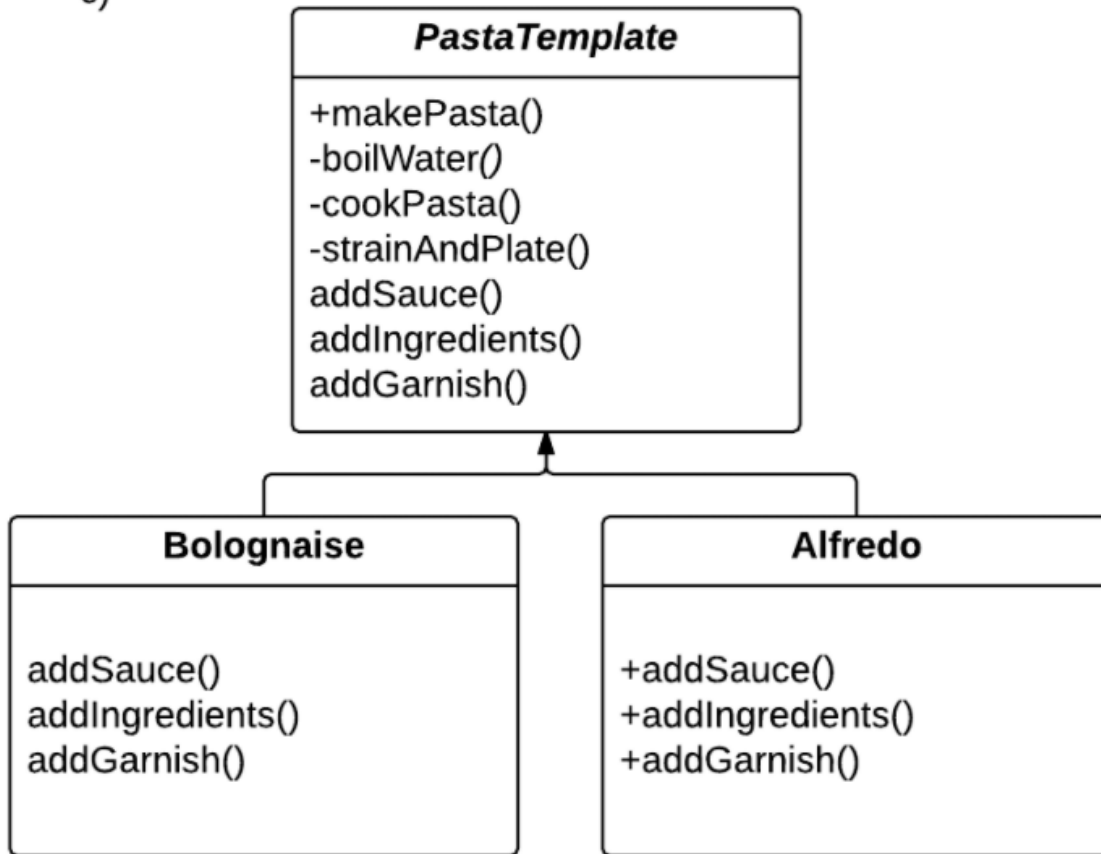 PastaTemplate
+makePasta()
-boilWater()
-cookPasta()
-strainAndPlate()
addSauce()
addIngredients()
addGarnish()
Bolognaise
addSauce()
addIngredients()
addGarnish()
Alfredo
+addSauce()
+addIngredients()
+addGarnish()